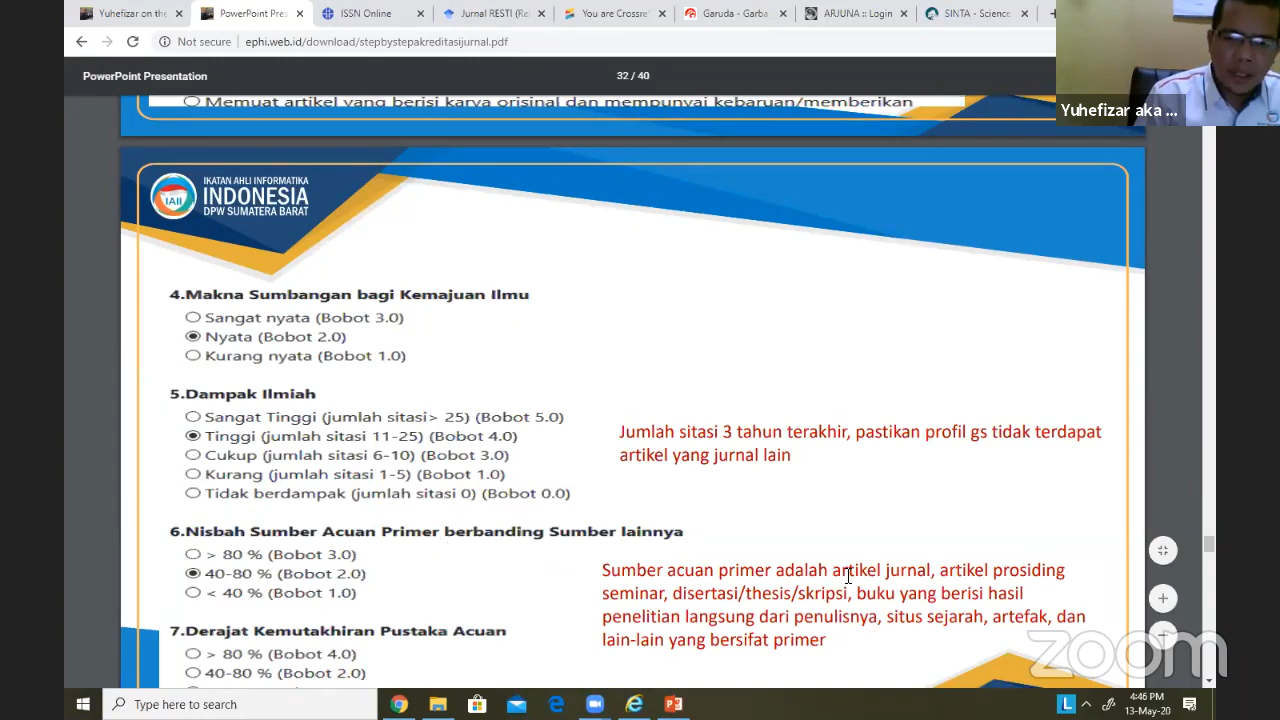 Yuhefizar on the
PowerPoint Pres
ISSN Online
Jurnal RESTI (Re
You are Crossre
Garuda - Garba
ARJUNA :: Login
SINTA - Science
Not secure
ephi.web.id/download/stepbystepakreditasijurnal.pdf
PowerPoint Presentation
32 / 40
Yuhefizar aka ...
Memuat artikel yang berisi karya orisinal dan mempunyai kebaruan/memberikan
IAII
IKATAN AHLI INFORMATIKA
INDONESIA
DPW SUMATERA BARAT
4.Makna Sumbangan bagi Kemajuan Ilmu
Sangat nyata (Bobot 3.0)
Nyata (Bobot 2.0)
Kurang nyata (Bobot 1.0)
5.Dampak Ilmiah
Sangat Tinggi (jumlah sitasi> 25) (Bobot 5.0)
Tinggi (jumlah sitasi 11-25) (Bobot 4.0)
Cukup (jumlah sitasi 6-10) (Bobot 3.0)
Kurang (jumlah sitasi 1-5) (Bobot 1.0)
Tidak berdampak (jumlah sitasi 0) (Bobot 0.0)
Jumlah sitasi 3 tahun terakhir, pastikan profil gs tidak terdapat
artikel yang jurnal lain
6.Nisbah Sumber Acuan Primer berbanding Sumber lainnya
> 80 % (Bobot 3.0)
40-80 % (Bobot 2.0)
< 40 % (Bobot 1.0)
Sumber acuan primer adalah artikel jurnal, artikel prosiding
seminar, disertasi/thesis/skripsi, buku yang berisi hasil
penelitian langsung dari penulisnya, situs sejarah, artefak, dan
lain-lain yang bersifat primer
7.Derajat Kemutakhiran Pustaka Acuan
> 80 % (Bobot 4.0)
40-80 % (Bobot 2.0)
zoom
Type here to search
4:46 PM
13-May-20